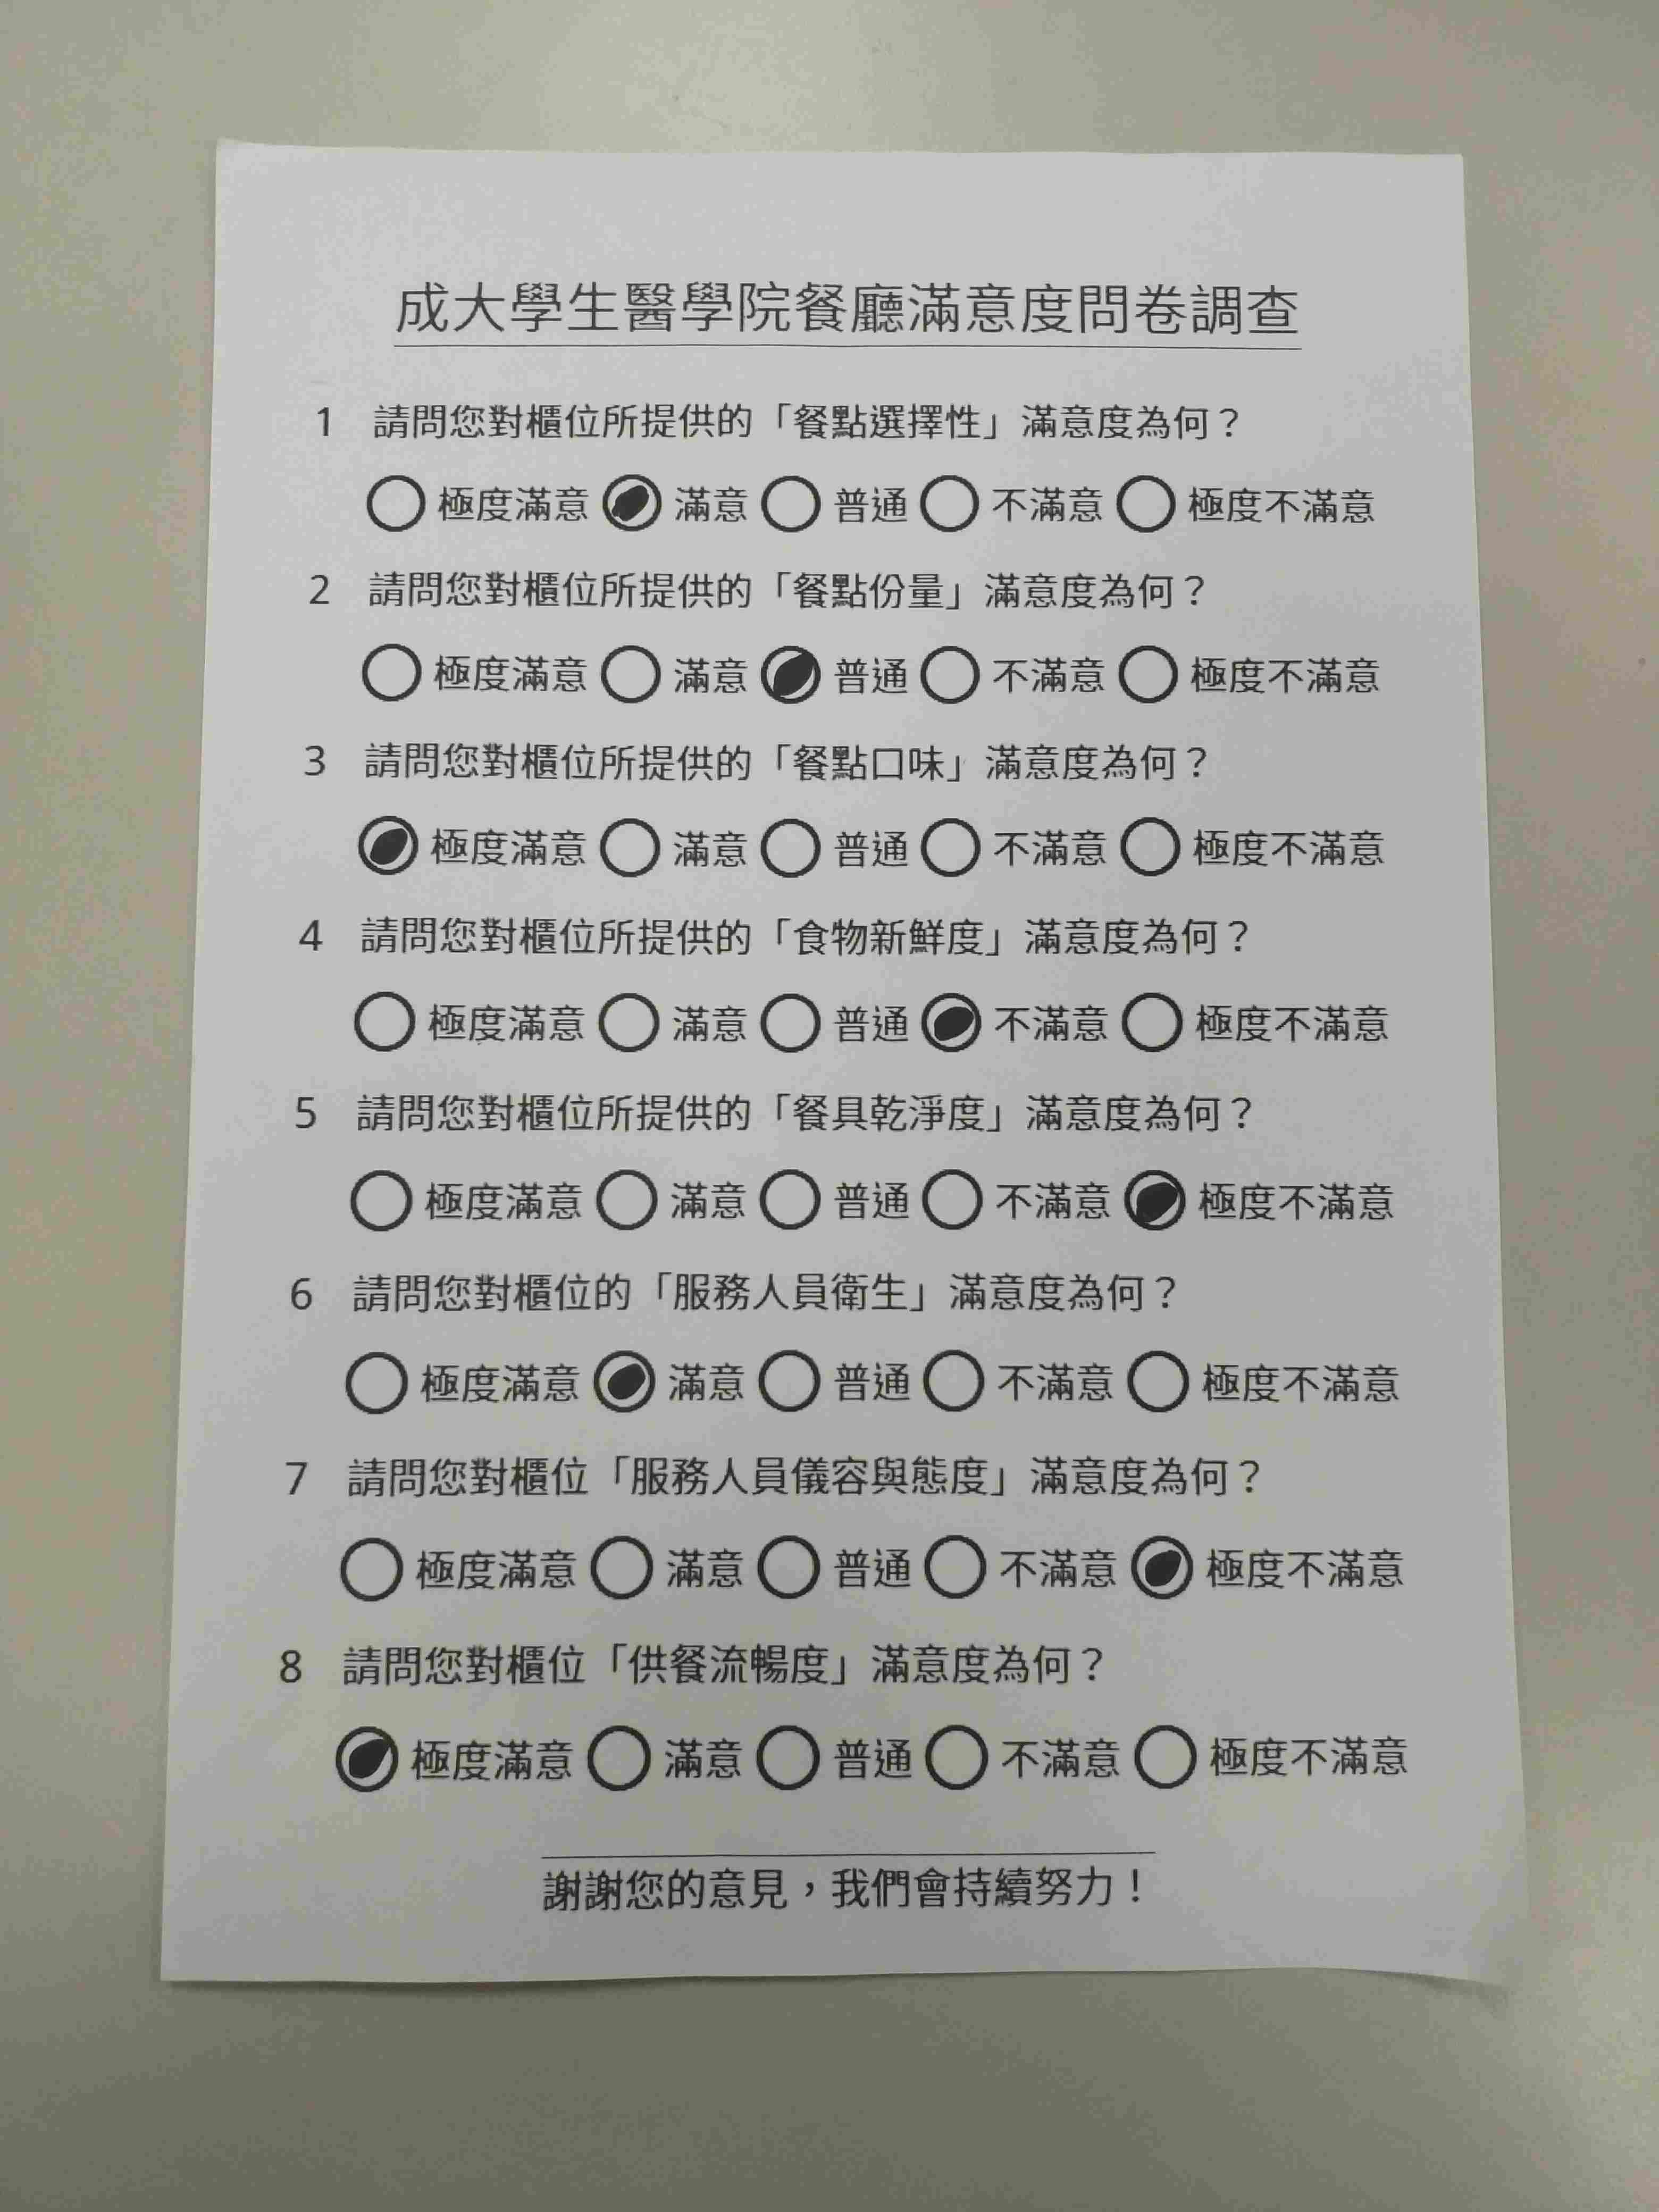 成大學生醫學院餐廳滿意度問卷調查
1 請問您對櫃位所提供的「餐點選擇性」滿意度為何？
極度滿意 滿意 普通 不滿意 極度不滿意
2 請問您對櫃位所提供的「餐點份量」滿意度為何？
極度滿意 滿意 普通 不滿意 極度不滿意
3 請問您對櫃位所提供的「餐點口味」滿意度為何？
極度滿意 滿意 普通 不滿意 極度不滿意
4 請問您對櫃位所提供的「食物新鮮度」滿意度為何？
極度滿意 滿意 普通 不滿意 極度不滿意
5 請問您對櫃位所提供的「餐具乾淨度」滿意度為何？
極度滿意 滿意 普通 不滿意 極度不滿意
6 請問您對櫃位的「服務人員衛生」滿意度為何？
極度滿意 滿意 普通 不滿意 極度不滿意
7 請問您對櫃位「服務人員儀容與態度」滿意度為何？
極度滿意 滿意 普通 不滿意 極度不滿意
8 請問您對櫃位「供餐流暢度」滿意度為何？
極度滿意 滿意 普通 不滿意 極度不滿意
謝謝您的意見，我們會持續努力！